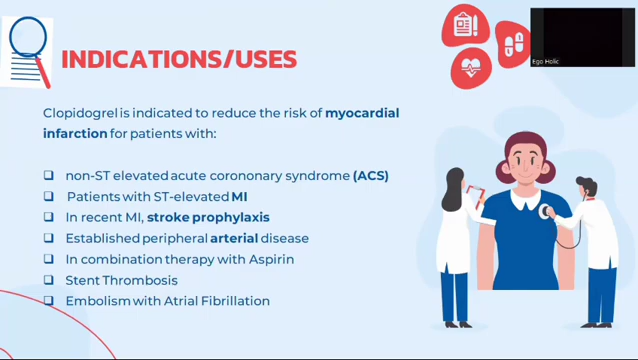 INDICATIONS/USES
Ego Holic
Clopidogrel is indicated to reduce the risk of myocardial
infarction for patients with:
non-ST elevated acute corononary syndrome (ACS)
Patients with ST-elevated MI
In recent MI, stroke prophylaxis
Established peripheral arterial disease
In combination therapy with Aspirin
Stent Thrombosis
Embolism with Atrial Fibrillation